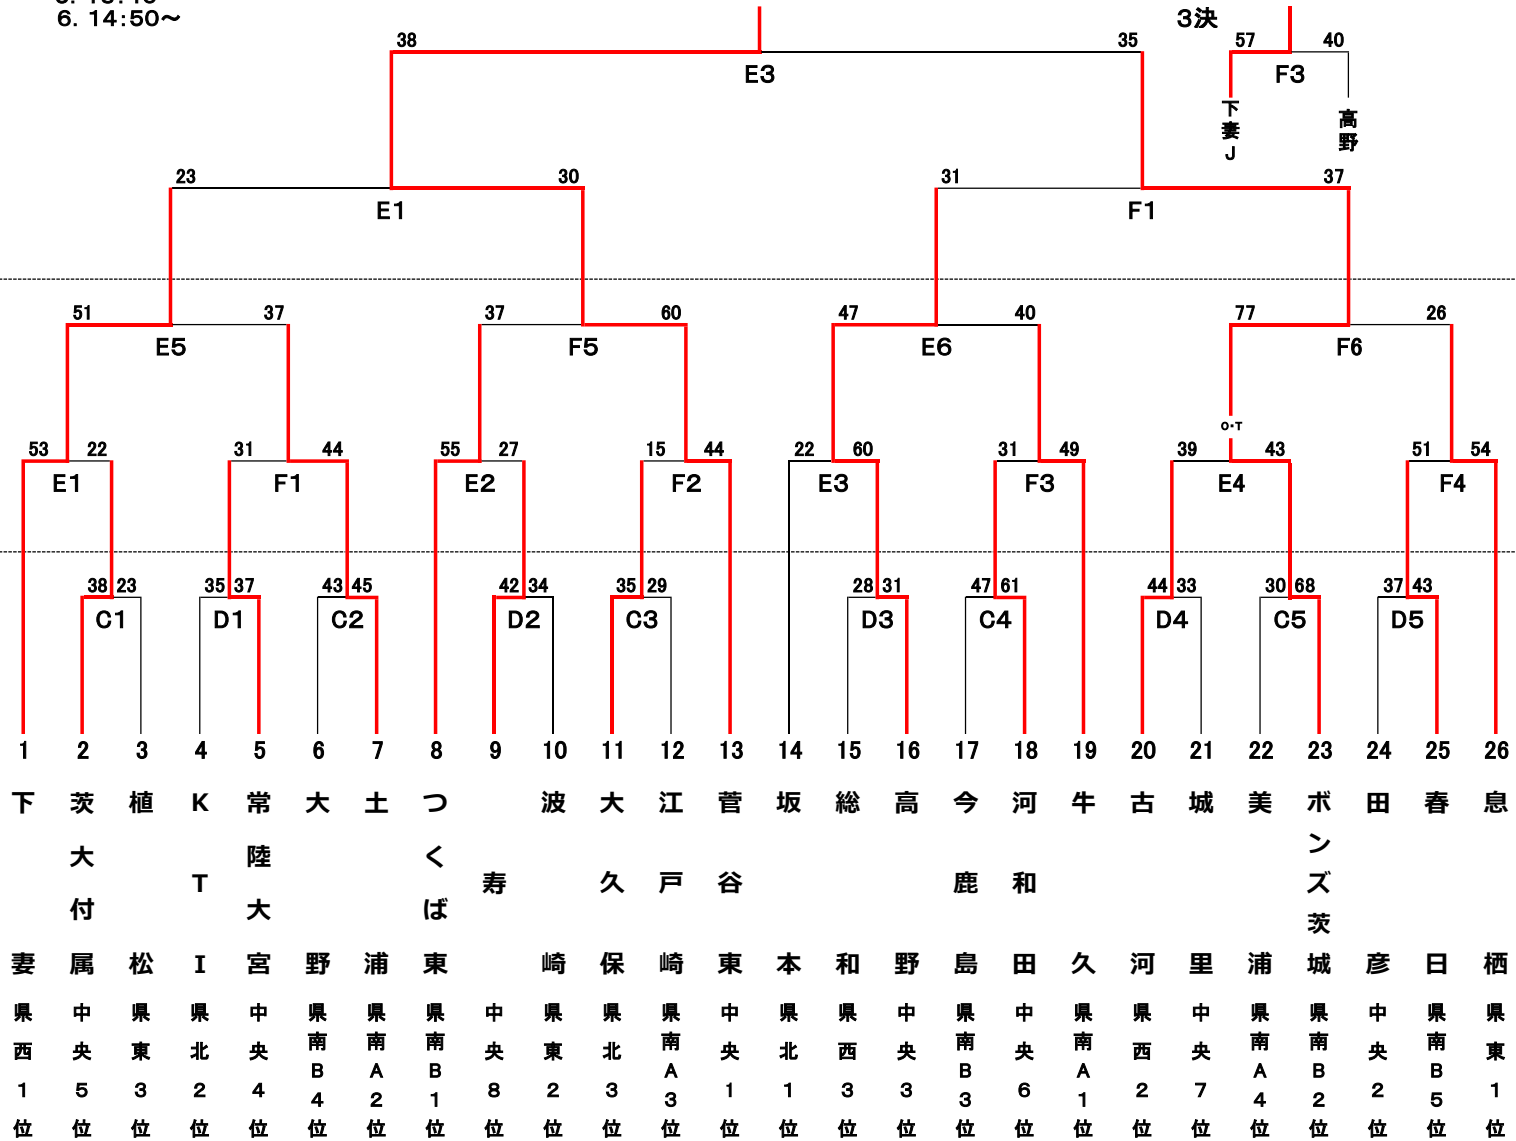 6. 14:50～
3決
38 35 57 40
E3 F3
下妻J 高野
23 30 31 37
E1 F1
51 37 37 60 47 40 77 26
E5 F5 E6 F6
O・T
53 22 31 44 55 27 15 44 22 60 31 49 39 43 51 54
E1 F1 E2 F2 E3 F3 E4 F4
38 23 35 37 43 45 42 34 35 29 28 31 47 61 44 33 30 68 37 43
C1 D1 C2 D2 C3 D3 C4 D4 C5 D5
1 2 3 4 5 6 7 8 9 10 11 12 13 14 15 16 17 18 19 20 21 22 23 24 25 26
下妻 県西1位
茨大付属 中央5位
植松 県東3位
KTI 県北2位
常陸大宮 中央4位
大野 県南B4位
土浦 県南A2位
つくば東 県南B1位
寿 中央8位
波崎 県東2位
大久保 県北3位
江戸崎 県南A3位
菅谷東 中央1位
坂本 県北1位
総和 県西3位
高野 中央3位
今鹿島 県南B3位
河和田 中央6位
牛久 県南A1位
古河 県西2位
城里 中央7位
美浦 県南A4位
ボンズ茨城 県南B2位
田彦 中央2位
春日 県南B5位
息栖 県東1位